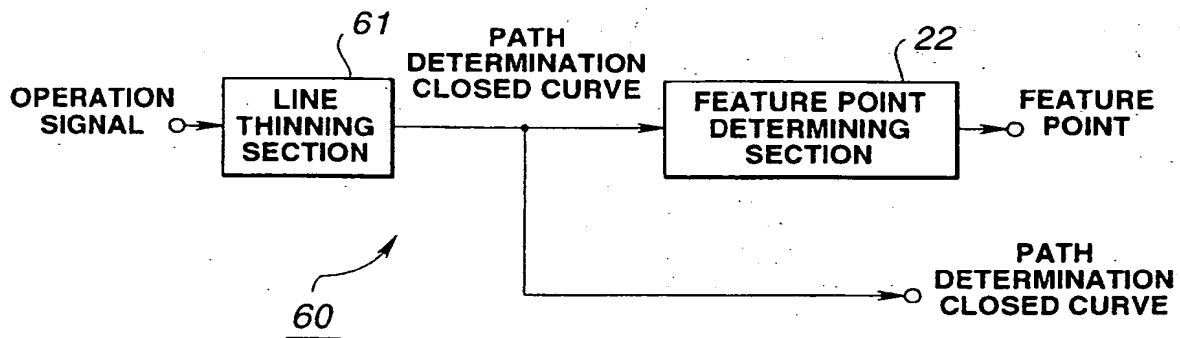 61
PATH
DETERMINATION
CLOSED CURVE
22
OPERATION
SIGNAL
LINE
THINNING
SECTION
FEATURE POINT
DETERMINING
SECTION
FEATURE
POINT
PATH
DETERMINATION
CLOSED CURVE
60